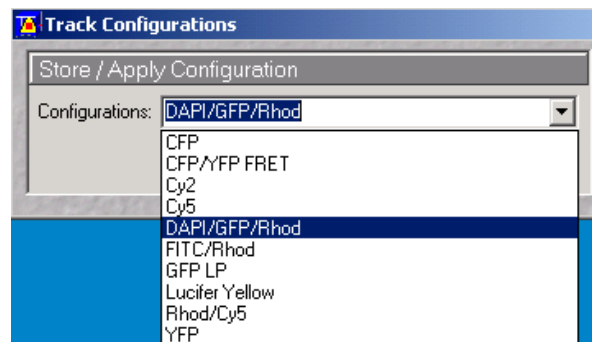 Track Configurations
Store / Apply Configuration
Configurations: DAPI/GFP/Rhod
CFP
CFP/YFP FRET
Cy2
Cy5
DAPI/GFP/Rhod
FITC/Rhod
GFP LP
Lucifer Yellow
Rhod/Cy5
YFP